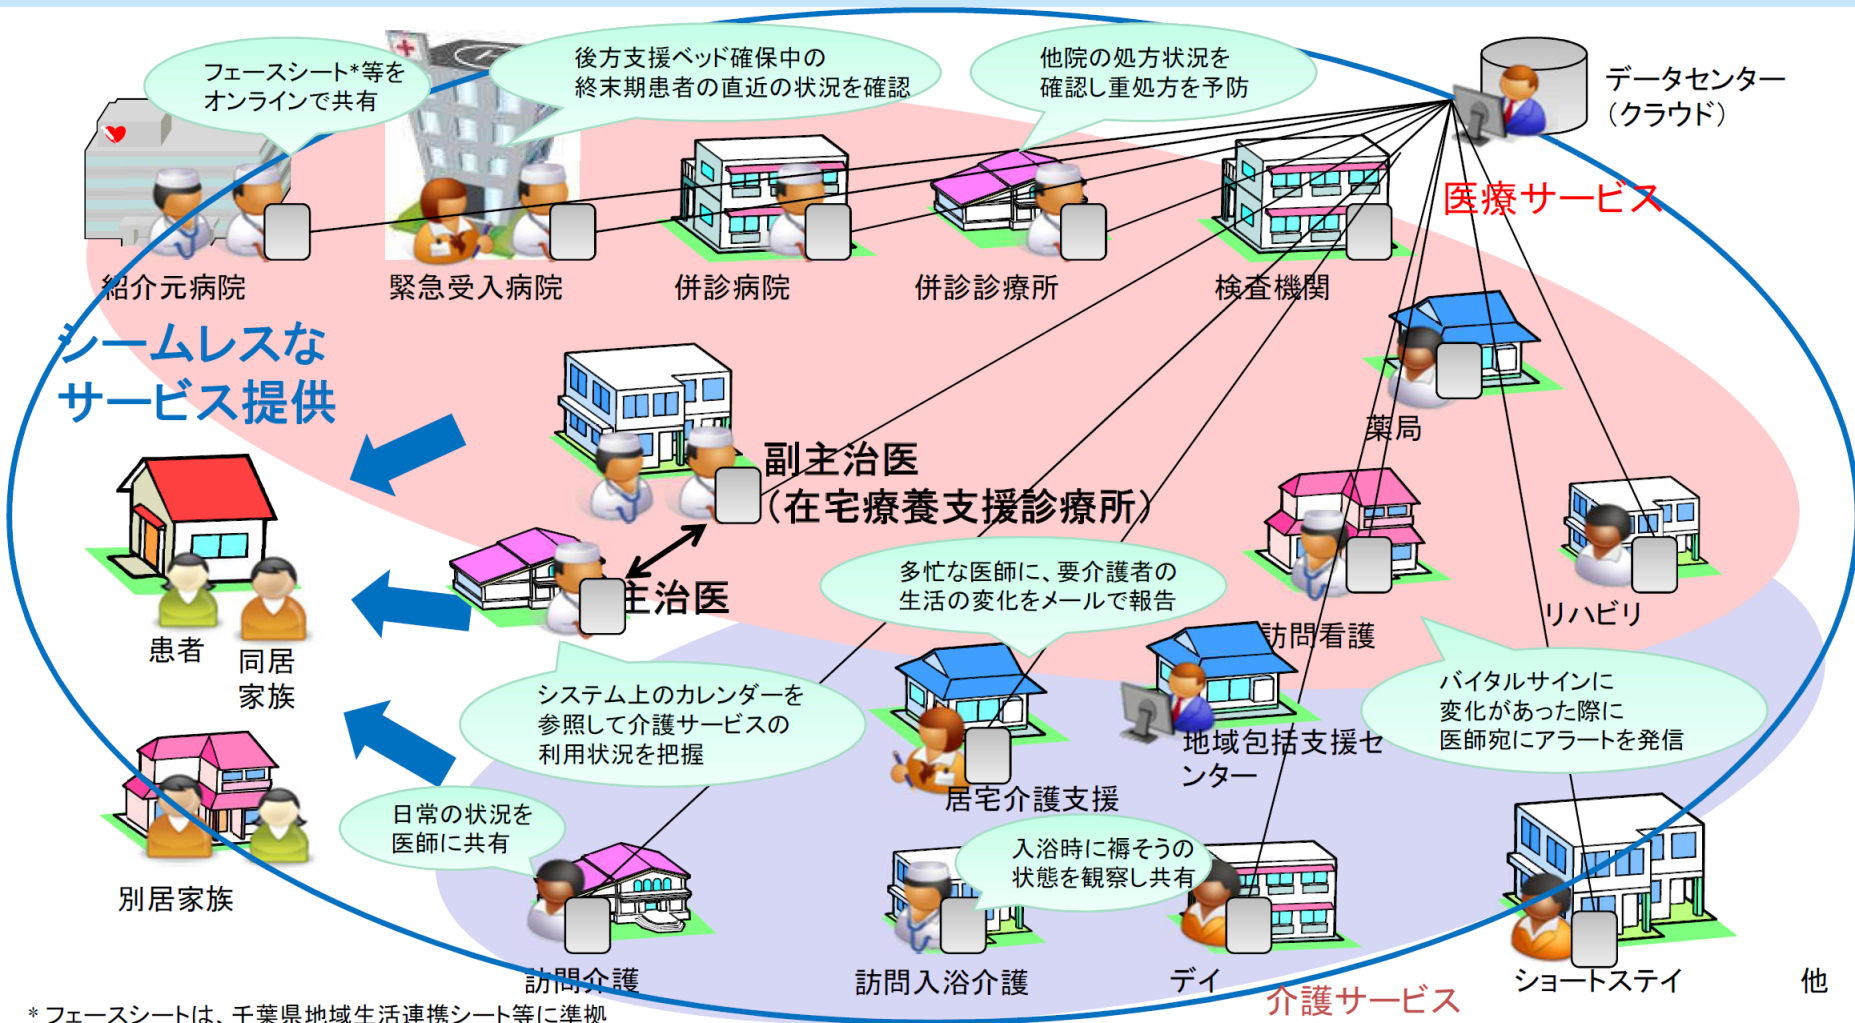 フェースシート*等を
オンラインで共有
後方支援ベッド確保中の
終末期患者の直近の状況を確認
他院の処方状況を
確認し重処方を予防
データセンター
（クラウド）
医療サービス
紹介元病院
緊急受入病院
併診病院
併診診療所
検査機関
シームレスな
サービス提供
薬局
副主治医
（在宅療養支援診療所）
主治医
多忙な医師に、要介護者の
生活の変化をメールで報告
訪問看護
リハビリ
患者
同居
家族
システム上のカレンダーを
参照して介護サービスの
利用状況を把握
バイタルサインに
変化があった際に
医師宛にアラートを発信
地域包括支援セ
ンター
居宅介護支援
日常の状況を
医師に共有
入浴時に褥そうの
状態を観察し共有
別居家族
訪問介護
訪問入浴介護
デイ
ショートステイ
他
介護サービス
* フェースシートは、千葉県地域生活連携シート等に準拠